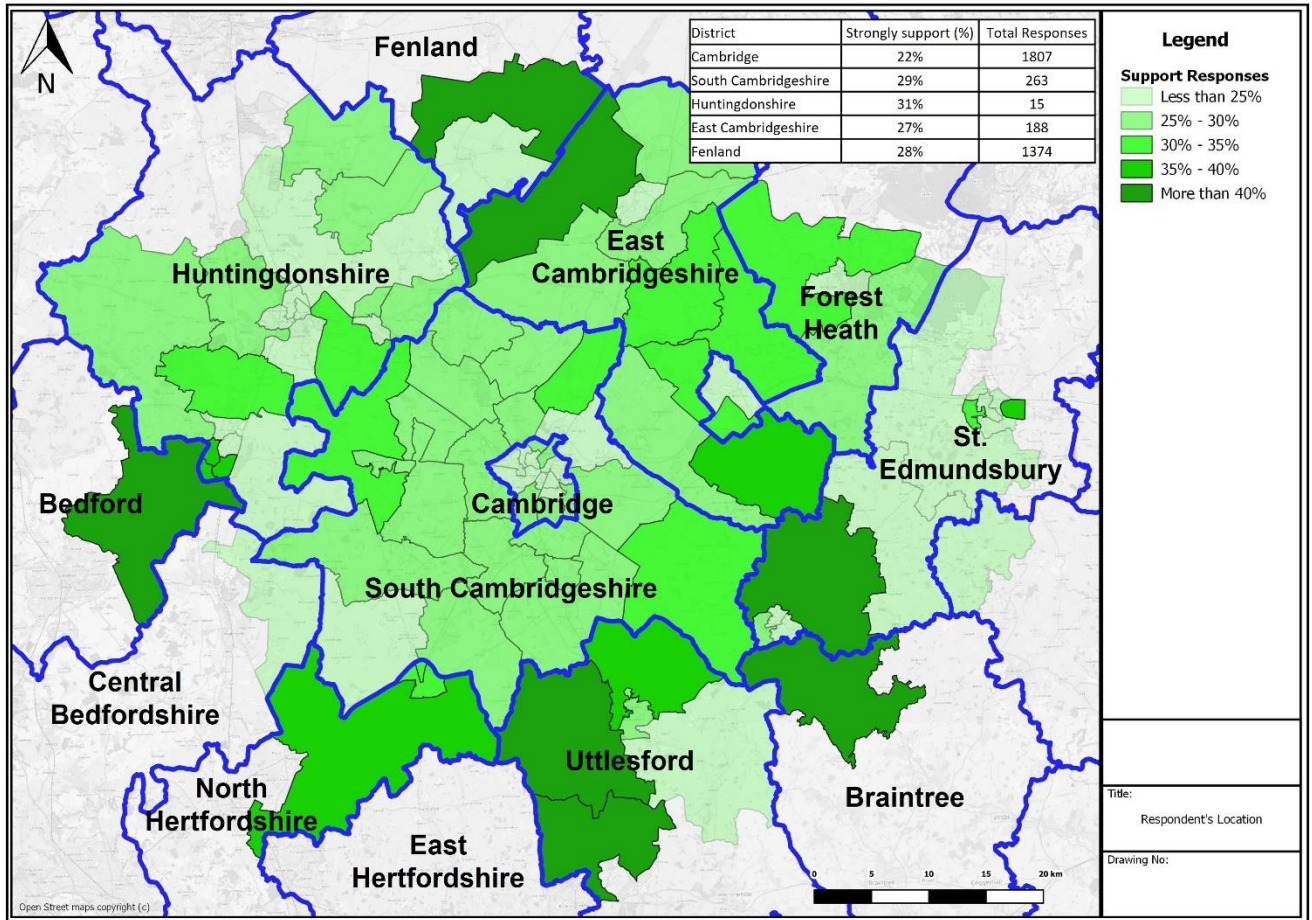 N
Fenland
District Strongly support (%) Total Responses
Cambridge 22% 1807
South Cambridgeshire 29% 263
Huntingdonshire 31% 15
East Cambridgeshire 27% 188
Fenland 28% 1374
Legend
Support Responses
Less than 25%
25% - 30%
30% - 35%
35% - 40%
More than 40%
Huntingdonshire
East
Cambridgeshire
Forest
Heath
St.
Edmundsbury
Bedford
Cambridge
South Cambridgeshire
Central
Bedfordshire
Uttlesford
North
Hertfordshire
Braintree
East
Hertfordshire
0 5 10 15 20 km
Open Street maps copyright (c)
Title:
Respondent's Location
Drawing No: